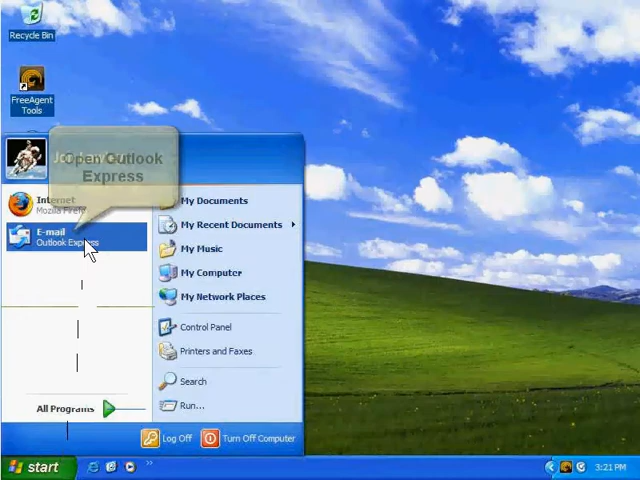 Recycle Bin
FreeAgent
Tools
Open Outlook
Express
Internet
Mozilla Firefox
E-mail
Outlook Express
My Documents
My Recent Documents
My Music
My Computer
My Network Places
Control Panel
Printers and Faxes
Search
Run...
All Programs
Log Off
Turn Off Computer
start
3:21 PM